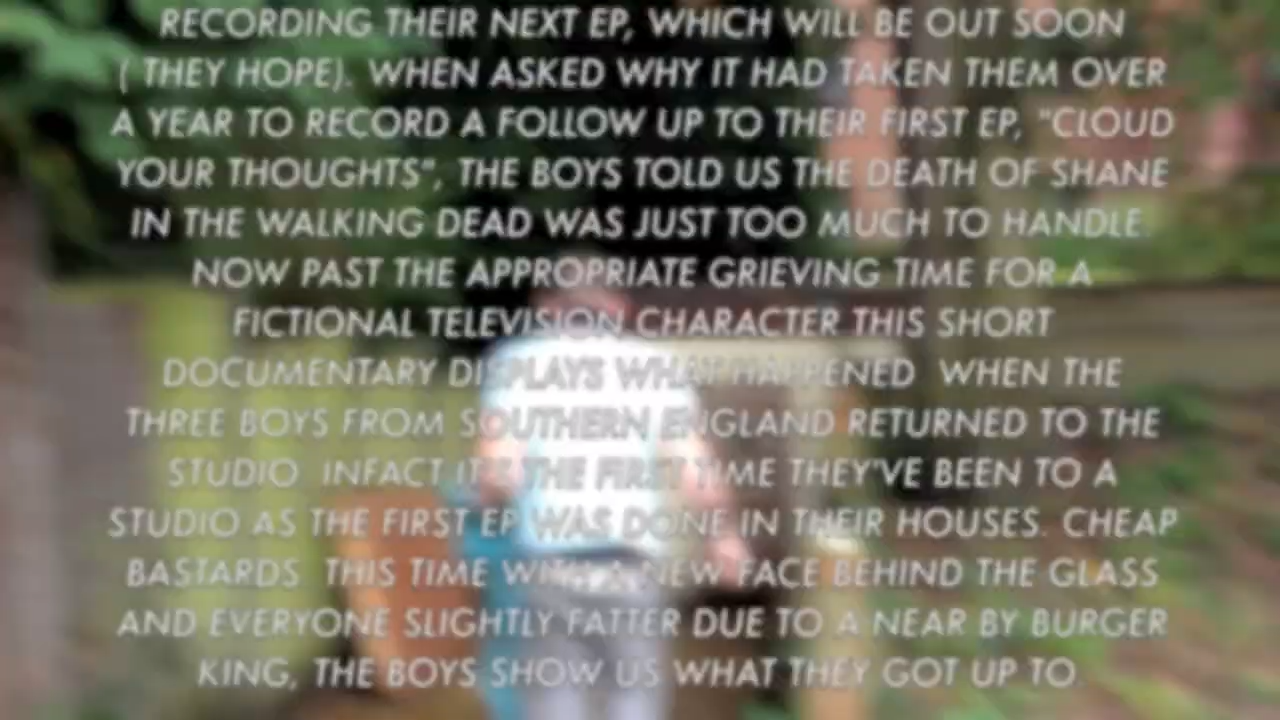 RECORDING THEIR NEXT EP, WHICH WILL BE OUT SOON
( THEY HOPE). WHEN ASKED WHY IT HAD TAKEN THEM OVER
A YEAR TO RECORD A FOLLOW UP TO THEIR FIRST EP, "CLOUD
YOUR THOUGHTS", THE BOYS TOLD US THE DEATH OF SHANE
IN THE WALKING DEAD WAS JUST TOO MUCH TO HANDLE.
NOW PAST THE APPROPRIATE GRIEVING TIME FOR A
FICTIONAL TELEVISION CHARACTER THIS SHORT
DOCUMENTARY DISPLAYS WHAT HAPPENED WHEN THE
THREE BOYS FROM SOUTHERN ENGLAND RETURNED TO THE
STUDIO INFACT IT'S THE FIRST TIME THEY'VE BEEN TO A
STUDIO AS THE FIRST EP WAS DONE IN THEIR HOUSES. CHEAP
BASTARDS THIS TIME WITH A NEW FACE BEHIND THE GLASS
AND EVERYONE SLIGHTLY FATTER DUE TO A NEAR BY BURGER
KING, THE BOYS SHOW US WHAT THEY GOT UP TO